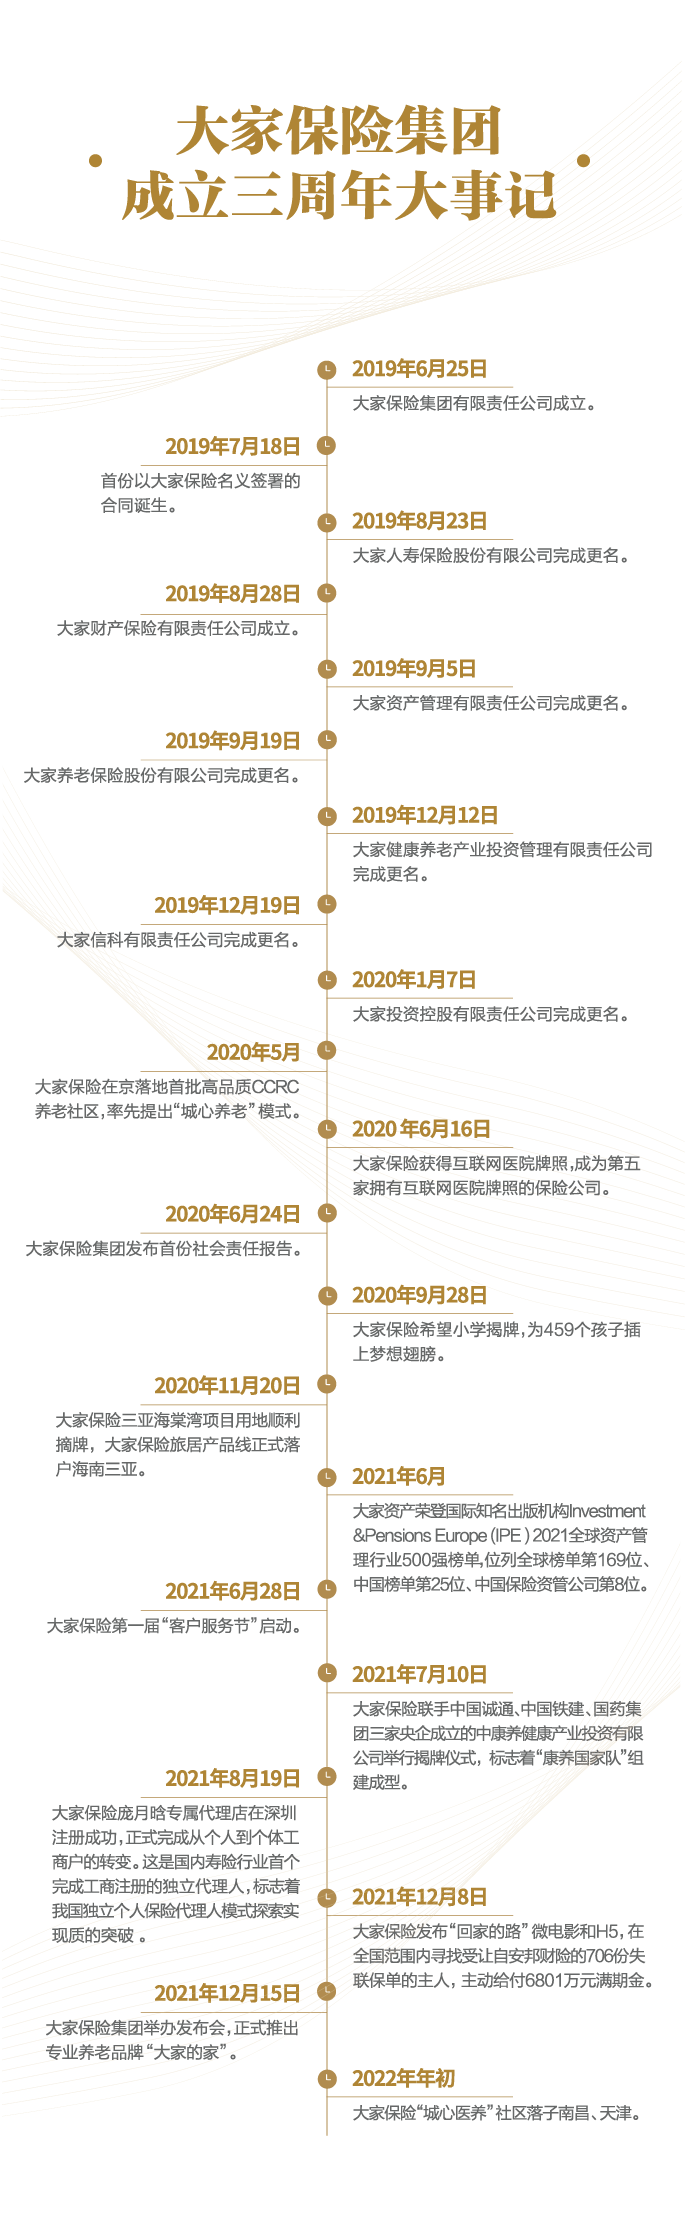 大家保险集团
成立三周年大事记
2019年6月25日
大家保险集团有限责任公司成立。
2019年7月18日
首份以大家保险名义签署的
合同诞生。
2019年8月23日
大家人寿保险股份有限公司完成更名。
2019年8月28日
大家财产保险有限责任公司成立。
2019年9月5日
大家资产管理有限责任公司完成更名。
2019年9月19日
大家养老保险股份有限公司完成更名。
2019年12月12日
大家健康养老产业投资管理有限责任公司
完成更名。
2019年12月19日
大家信科有限责任公司完成更名。
2020年1月7日
大家投资控股有限责任公司完成更名。
2020年5月
大家保险在京落地首批高品质CCRC
养老社区,率先提出“城心养老”模式。
2020 年6月16日
大家保险获得互联网医院牌照,成为第五
家拥有互联网医院牌照的保险公司。
2020年6月24日
大家保险集团发布首份社会责任报告。
2020年9月28日
大家保险希望小学揭牌,为459个孩子插
上梦想翅膀。
2020年11月20日
大家保险三亚海棠湾项目用地顺利
摘牌，大家保险旅居产品线正式落
户海南三亚。
2021年6月
大家资产荣登国际知名出版机构Investment
&Pensions Europe (IPE ) 2021全球资产管
理行业500强榜单,位列全球榜单第169位、
中国榜单第25位、中国保险资管公司第8位。
2021年6月28日
大家保险第一届“客户服务节”启动。
2021年7月10日
大家保险联手中国诚通、中国铁建、国药集
团三家央企成立的中康养健康产业投资有限
公司举行揭牌仪式，标志着“康养国家队”组
建成型。
2021年8月19日
大家保险庞月晗专属代理店在深圳
注册成功,正式完成从个人到个体工
商户的转变。这是国内寿险行业首个
完成工商注册的独立代理人,标志着
我国独立个人保险代理人模式探索实
现质的突破 。
2021年12月8日
大家保险发布“回家的路”微电影和H5，在
全国范围内寻找受让自安邦财险的706份失
联保单的主人，主动给付6801万元满期金。
2021年12月15日
大家保险集团举办发布会,正式推出
专业养老品牌“大家的家”。
2022年年初
大家保险“城心医养”社区落子南昌、天津。